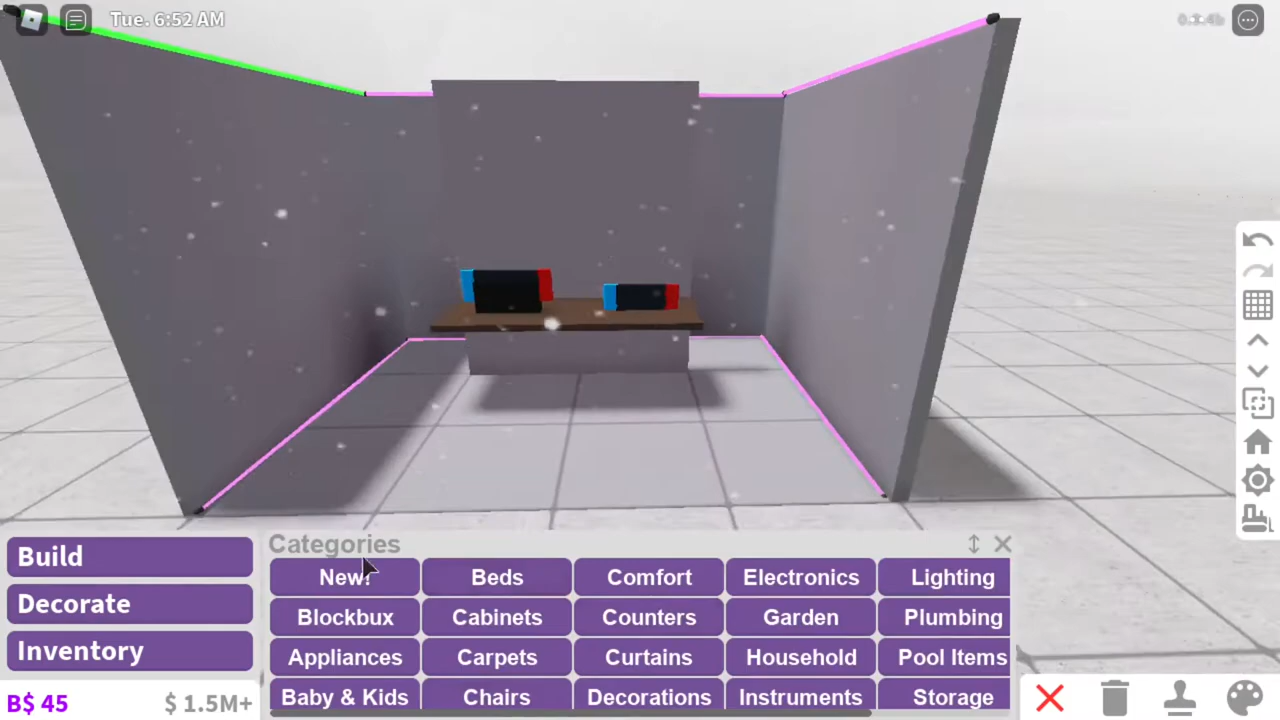 Tue. 6:52 AM
Build
Decorate
Inventory
B$ 45
$ 1.5M+
Categories
New!
Beds
Comfort
Electronics
Lighting
Blockbux
Cabinets
Counters
Garden
Plumbing
Appliances
Carpets
Curtains
Household
Pool Items
Baby & Kids
Chairs
Decorations
Instruments
Storage